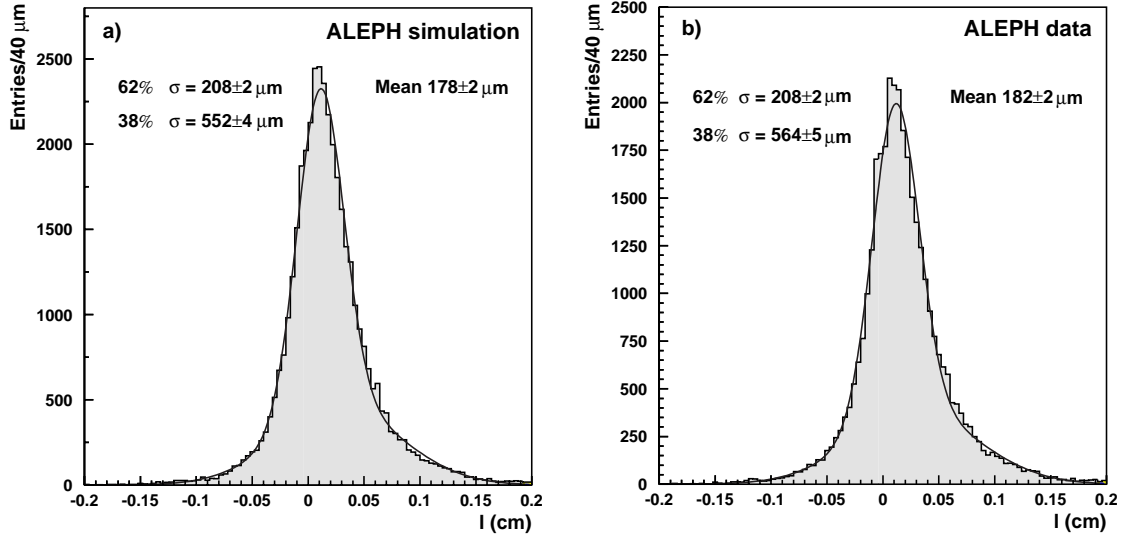 a)
ALEPH simulation
62% σ = 208±2 μm
Mean 178±2 μm
38% σ = 552±4 μm
Entries/40 μm
2500
2000
1500
1000
500
0
-0.2 -0.15 -0.1 -0.05 0 0.05 0.1 0.15 0.2
l (cm)
b)
ALEPH data
62% σ = 208±2 μm
Mean 182±2 μm
38% σ = 564±5 μm
Entries/40 μm
2500
2250
2000
1750
1500
1250
1000
750
500
250
0
-0.2 -0.15 -0.1 -0.05 0 0.05 0.1 0.15 0.2
l (cm)